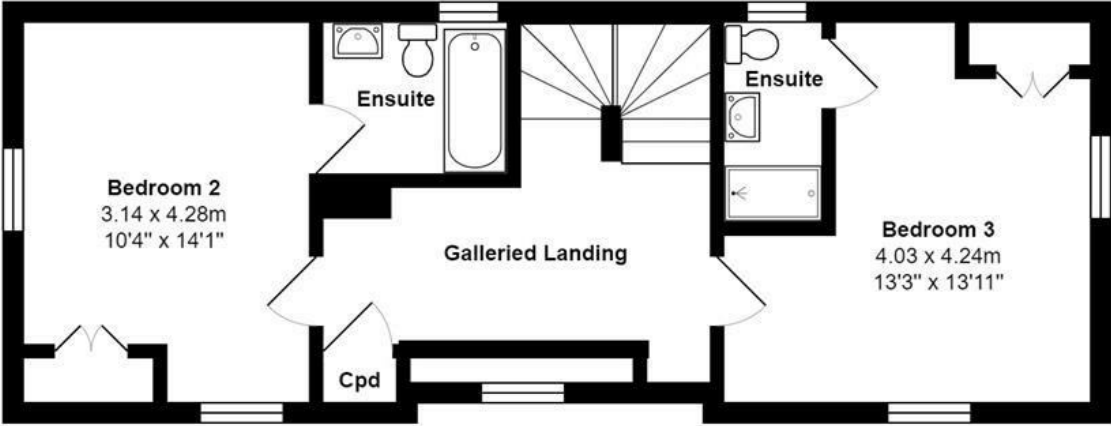 Ensuite
Ensuite
Bedroom 2
3.14 x 4.28m
10'4" x 14'1"
Galleried Landing
Bedroom 3
4.03 x 4.24m
13'3" x 13'11"
Cpd